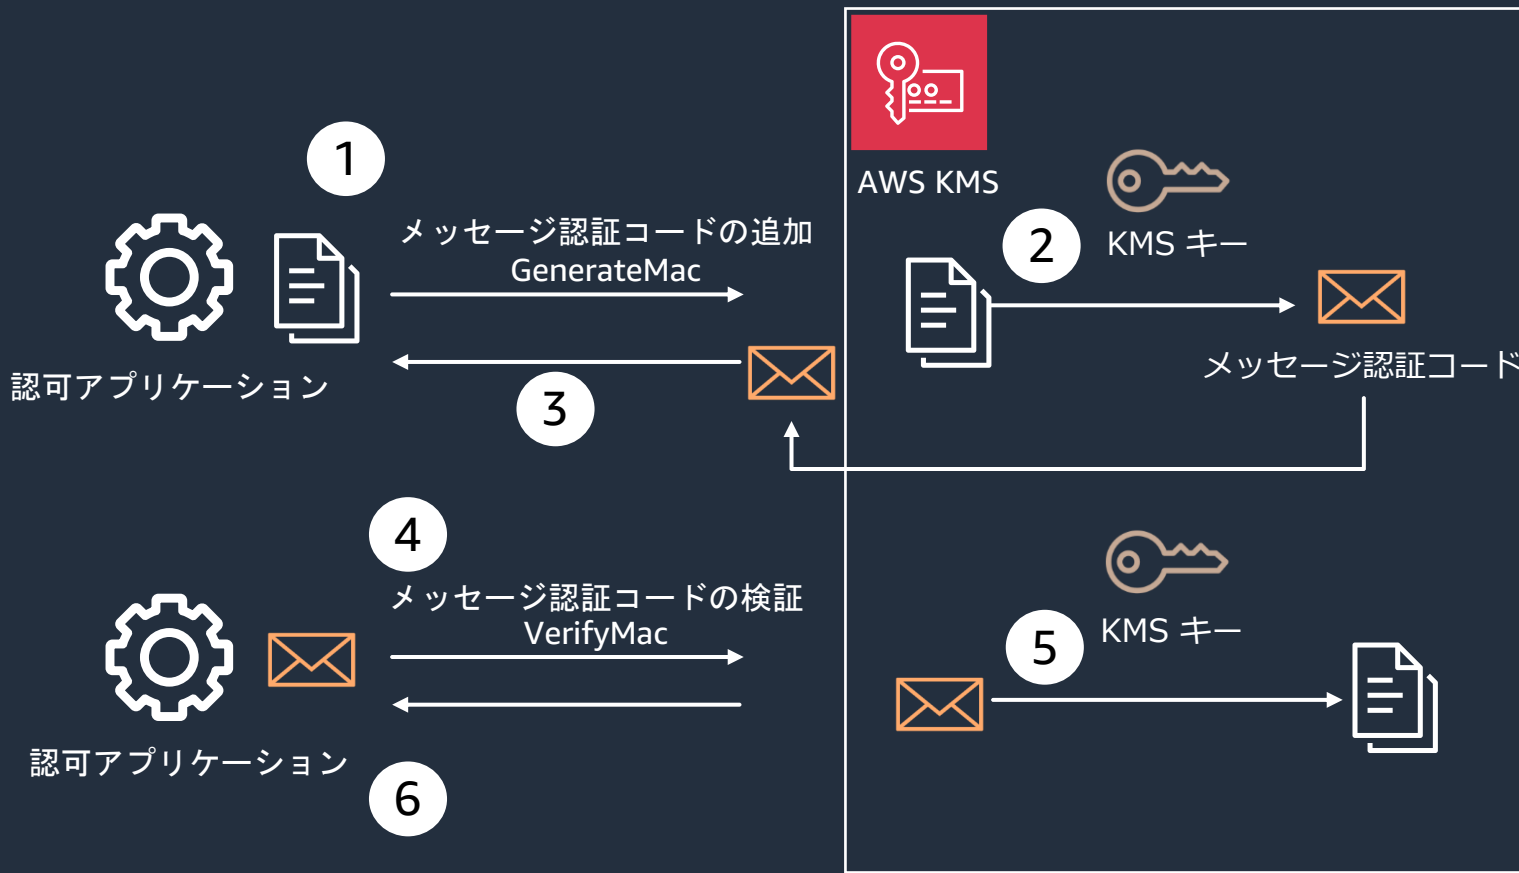 1
AWS KMS
メッセージ認証コードの追加
GenerateMac
2
KMS キー
認可アプリケーション
3
メッセージ認証コード
4
メッセージ認証コードの検証
VerifyMac
5
KMS キー
認可アプリケーション
6